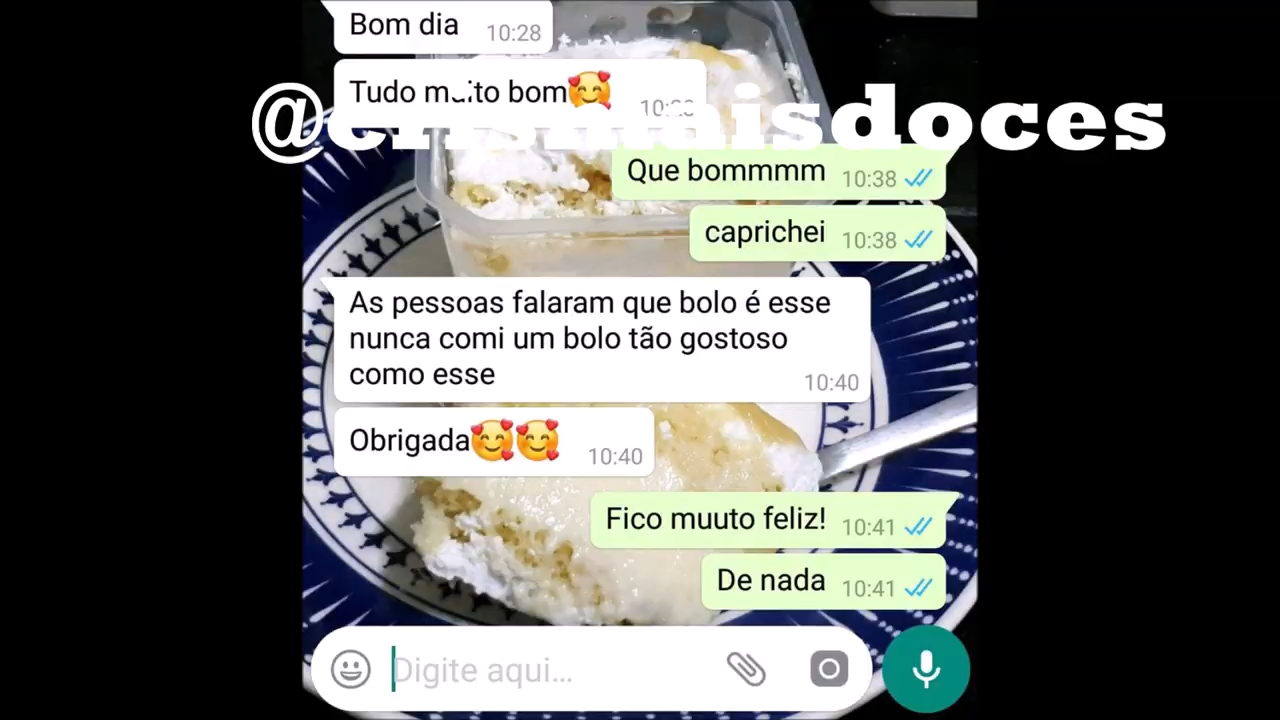 Bom dia 10:28
Tudo muito bom🥰
@crismaisdoces
Que bommmm 10:38
caprichei 10:38
As pessoas falaram que bolo é esse
nunca comi um bolo tão gostoso
como esse 10:40
Obrigada🥰🥰 10:40
Fico muuto feliz! 10:41
De nada 10:41
Digite aqui...